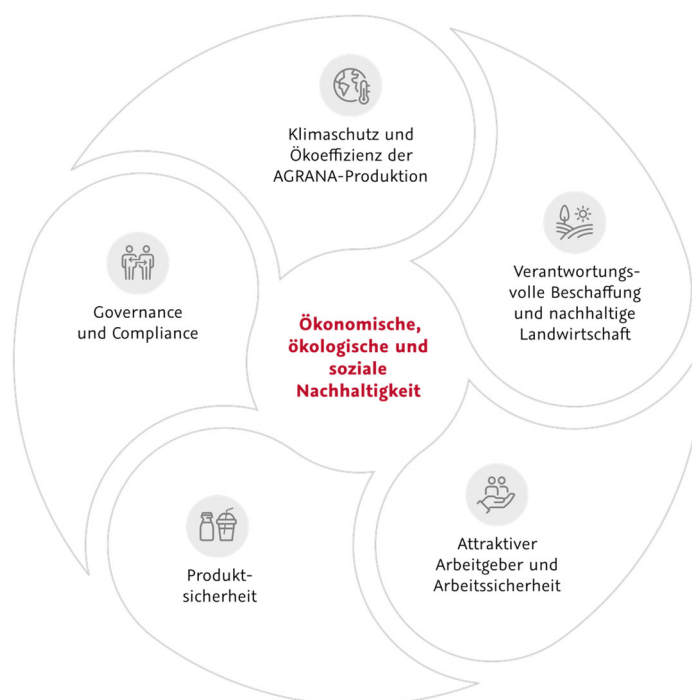 Klimaschutz und
Ökoeffizienz der
AGRANA-Produktion
Verantwortungs-
volle Beschaffung
und nachhaltige
Landwirtschaft
Governance
und Compliance
Ökonomische,
ökologische und
soziale
Nachhaltigkeit
Attraktiver
Arbeitgeber und
Arbeitssicherheit
Produkt-
sicherheit